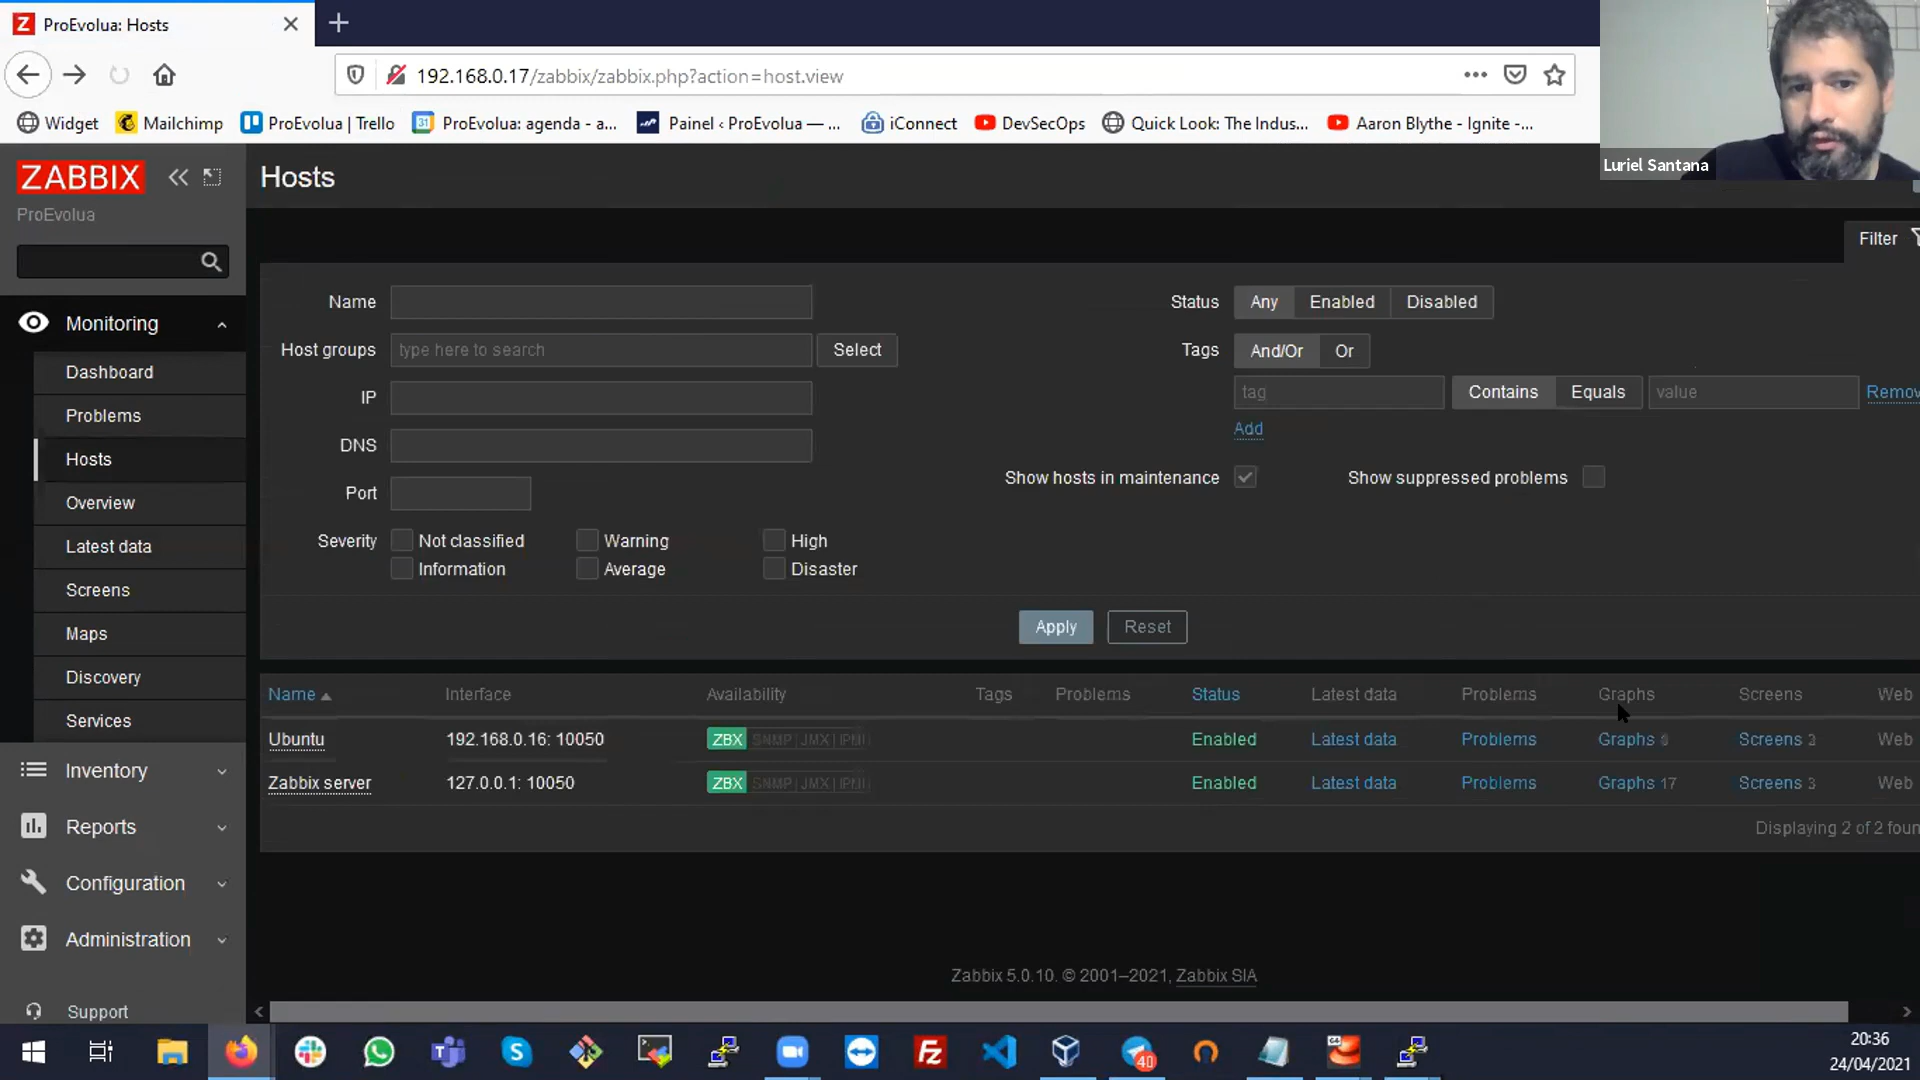 ProEvolua: Hosts
192.168.0.17/zabbix/zabbix.php?action=host.view
Widget
Mailchimp
ProEvolua | Trello
ProEvolua: agenda - a...
Painel ‹ ProEvolua — ...
iConnect
DevSecOps
Quick Look: The Indus...
Aaron Blythe - Ignite -...
Luriel Santana
ZABBIX
ProEvolua
Hosts
Filter
Monitoring
Dashboard
Problems
Hosts
Overview
Latest data
Screens
Maps
Discovery
Services
Inventory
Reports
Configuration
Administration
Support
Name
Host groups type here to search Select
IP
DNS
Port
Severity Not classified Warning High
Information Average Disaster
Status Any Enabled Disabled
Tags And/Or Or
tag Contains Equals value Remov
Add
Show hosts in maintenance Show suppressed problems
Apply Reset
Name Interface Availability Tags Problems Status Latest data Problems Graphs Screens Web
Ubuntu 192.168.0.16: 10050 ZBX SNMP JMX IPMI Enabled Latest data Problems Graphs Screens Web
Zabbix server 127.0.0.1: 10050 ZBX SNMP JMX IPMI Enabled Latest data Problems Graphs 17 Screens 3 Web
Displaying 2 of 2 foun
Zabbix 5.0.10. © 2001–2021, Zabbix SIA
40
20:36
24/04/2021